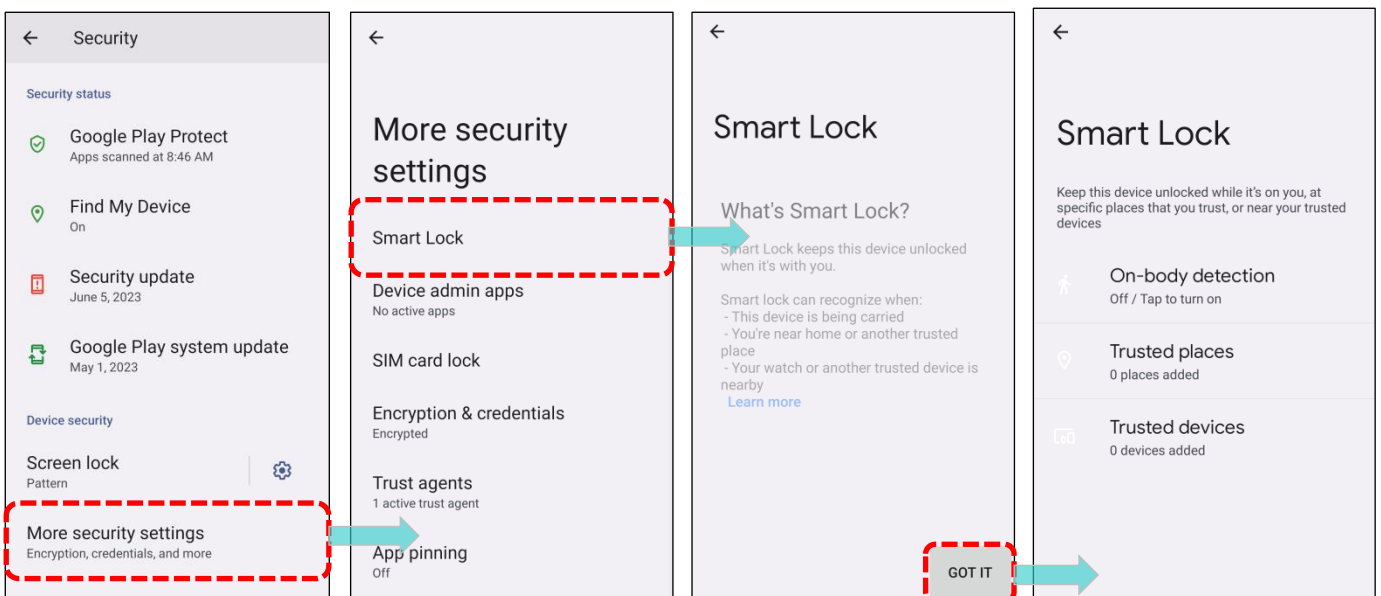 Security
Security status
Google Play Protect
Apps scanned at 8:46 AM
Find My Device
On
Security update
June 5, 2023
Google Play system update
May 1, 2023
Device security
Screen lock
Pattern
More security settings
Encryption, credentials, and more
More security
settings
Smart Lock
Device admin apps
No active apps
SIM card lock
Encryption & credentials
Encrypted
Trust agents
1 active trust agent
App pinning
Off
Smart Lock
What's Smart Lock?
Smart Lock keeps this device unlocked
when it's with you.
Smart lock can recognize when:
- This device is being carried
- You're near home or another trusted
place
- Your watch or another trusted device is
nearby
Learn more
GOT IT
Smart Lock
Keep this device unlocked while it's on you, at
specific places that you trust, or near your trusted
devices
On-body detection
Off / Tap to turn on
Trusted places
0 places added
Trusted devices
0 devices added